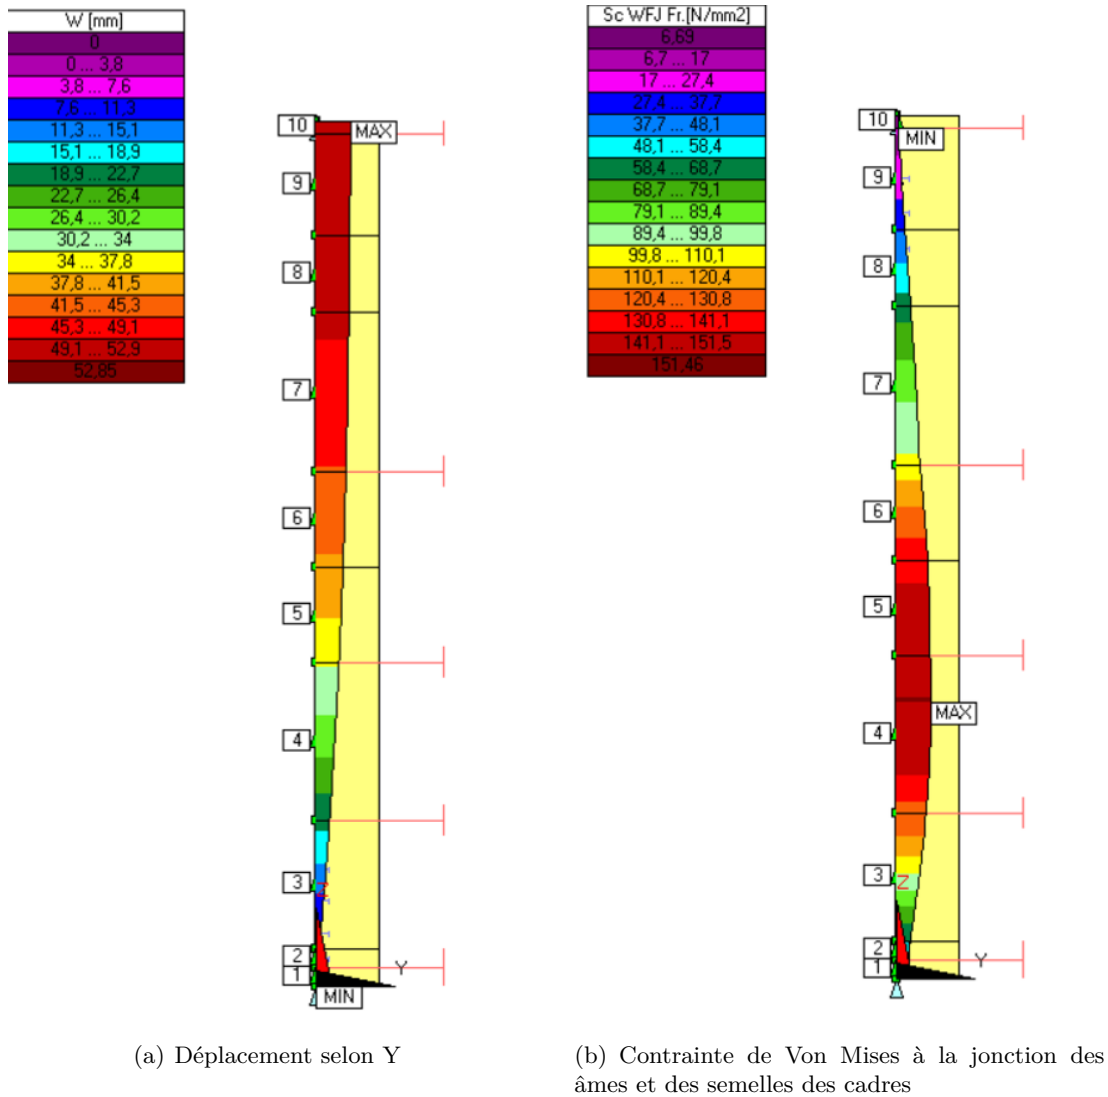 W [mm]
0
0 ... 3,8
3,8 ... 7,6
7,6 ... 11,3
11,3 ... 15,1
15,1 ... 18,9
18,9 ... 22,7
22,7 ... 26,4
26,4 ... 30,2
30,2 ... 34
34 ... 37,8
37,8 ... 41,5
41,5 ... 45,3
45,3 ... 49,1
49,1 ... 52,9
52,95
10
MAX
9
8
7
6
5
4
3
2
1
Y
MIN
(a) Déplacement selon Y
Sc WFJ Fr.[N/mm2]
6,69
6,7 ... 17
17 ... 27,4
27,4 ... 37,7
37,7 ... 48,1
48,1 ... 58,4
58,4 ... 68,7
68,7 ... 79,1
79,1 ... 89,4
89,4 ... 99,8
99,8 ... 110,1
110,1 ... 120,4
120,4 ... 130,8
130,8 ... 141,1
141,1 ... 151,5
151,46
10
MIN
9
8
7
6
5
MAX
4
3
Z
2
Y
1
(b) Contrainte de Von Mises à la jonction des
âmes et des semelles des cadres